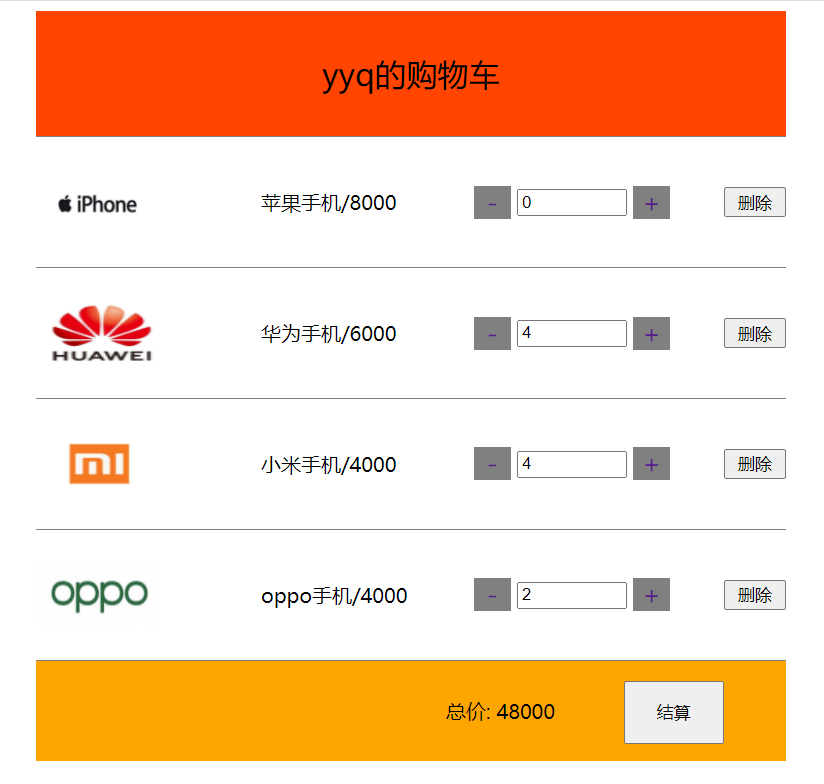 yyq的购物车
iPhone 苹果手机/8000 - 0 + 删除
HUAWEI 华为手机/6000 - 4 + 删除
mi 小米手机/4000 - 4 + 删除
oppo oppo手机/4000 - 2 + 删除
总价: 48000 结算